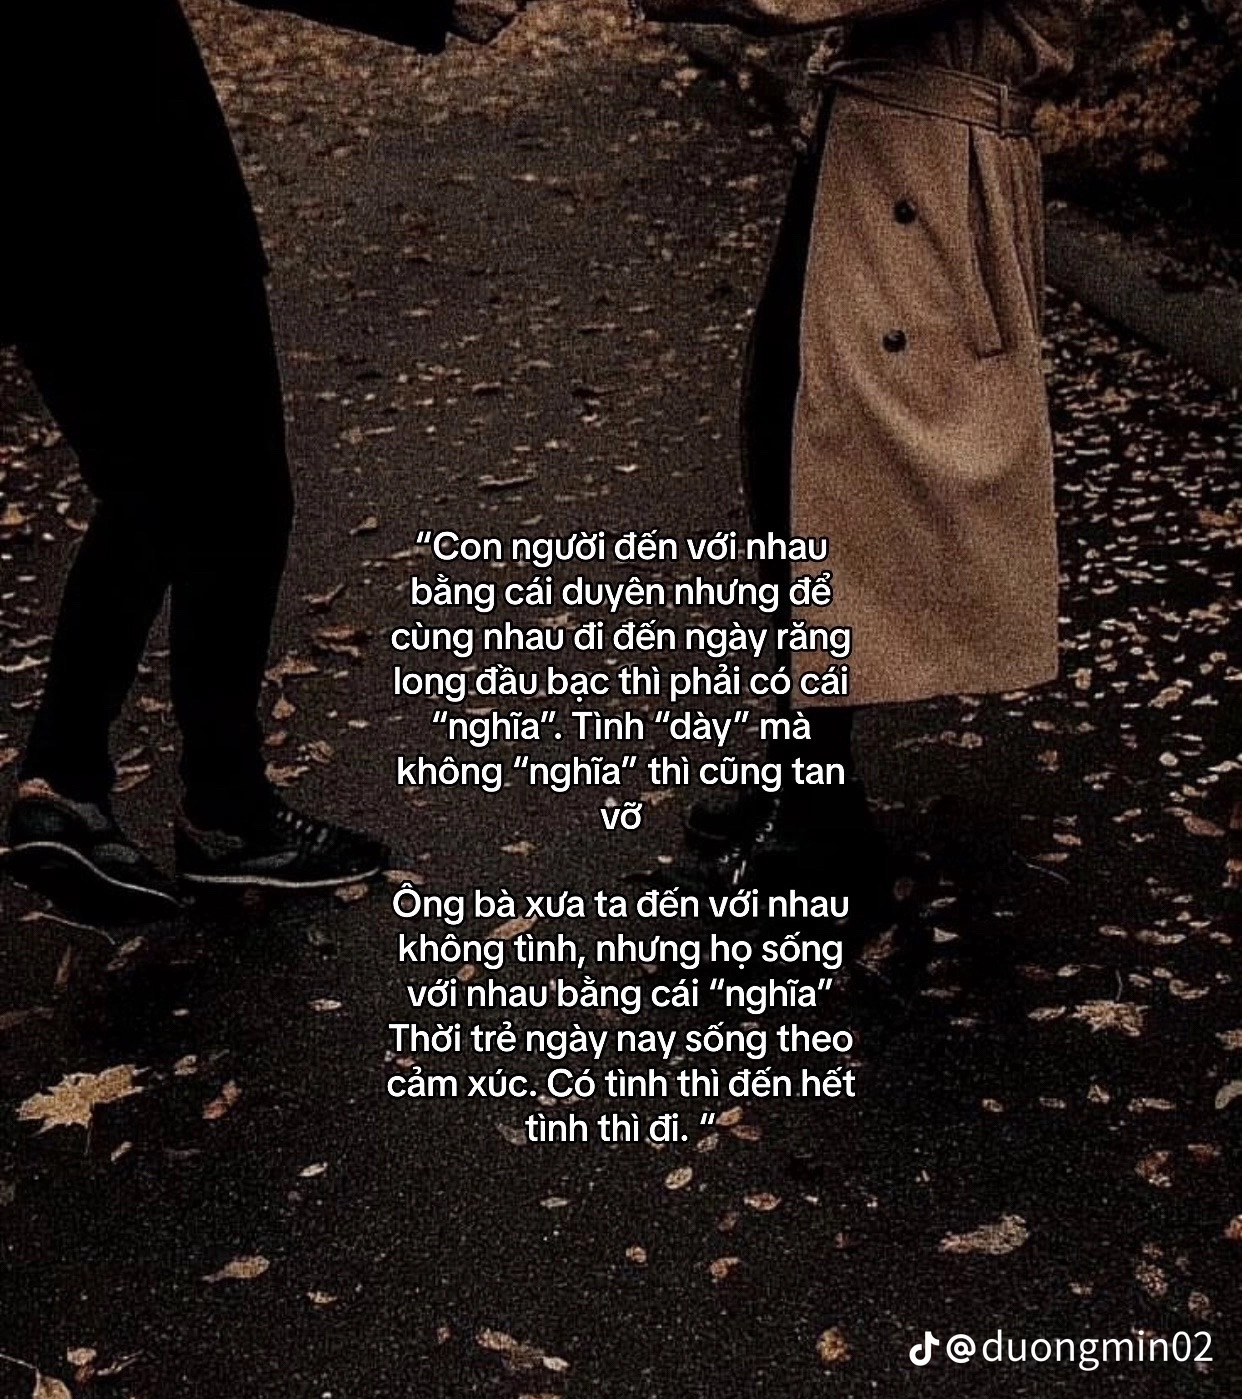 “Con người đến với nhau
bằng cái duyên nhưng để
cùng nhau đi đến ngày răng
long đầu bạc thì phải có cái
“nghĩa”. Tình “dày” mà
không “nghĩa” thì cũng tan
vỡ
Ông bà xưa ta đến với nhau
không tình, nhưng họ sống
với nhau bằng cái “nghĩa”
Thời trẻ ngày nay sống theo
cảm xúc. Có tình thì đến hết
tình thì đi. “
@duongmin02